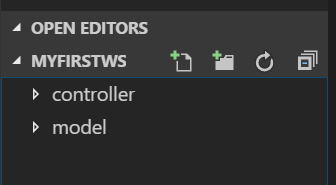 OPEN EDITORS
MYFIRSTWS
controller
model